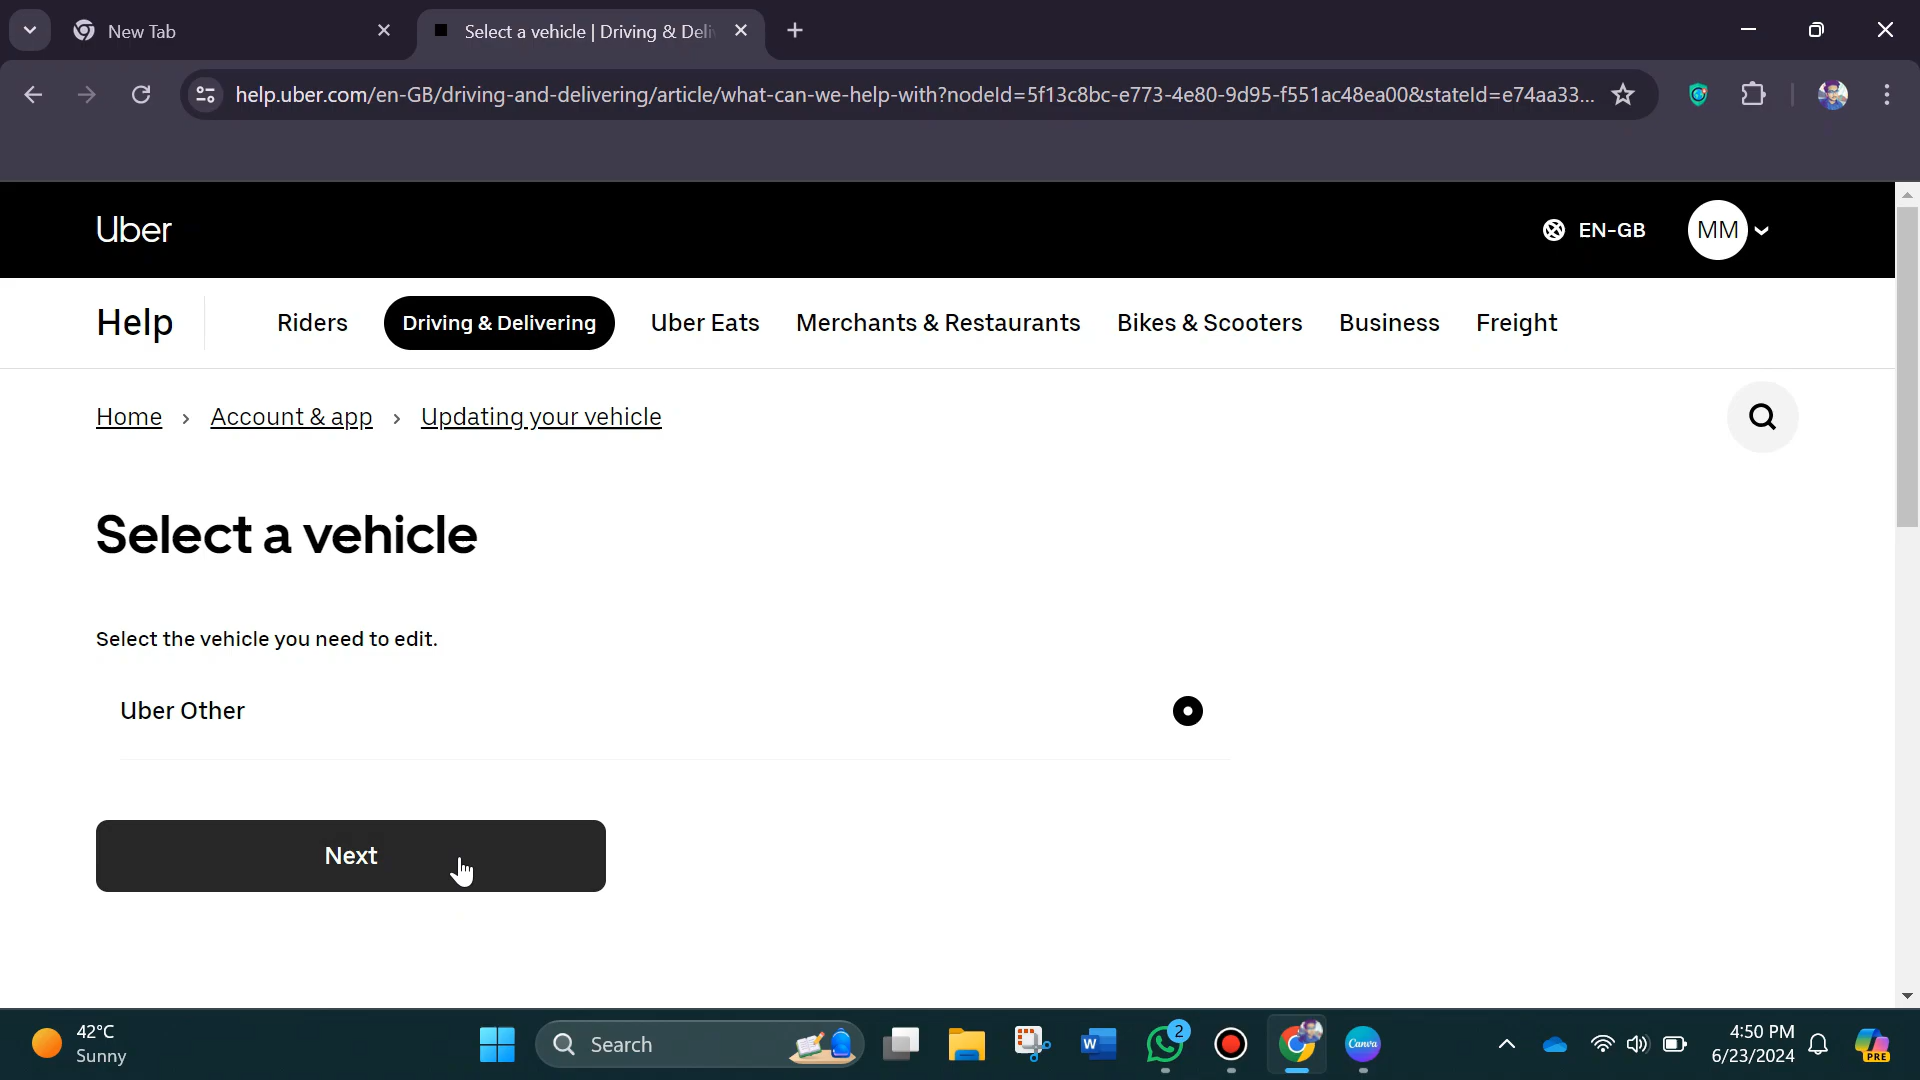 New Tab
Select a vehicle | Driving & Deli
help.uber.com/en-GB/driving-and-delivering/article/what-can-we-help-with?nodeId=5f13c8bc-e773-4e80-9d95-f551ac48ea00&stateId=e74aa33...
Uber
EN-GB
MM
Help
Riders
Driving & Delivering
Uber Eats
Merchants & Restaurants
Bikes & Scooters
Business
Freight
Home > Account & app > Updating your vehicle
Select a vehicle
Select the vehicle you need to edit.
Uber Other
Next
42°C
Sunny
Search
W
2
Canva
4:50 PM
6/23/2024
PRE